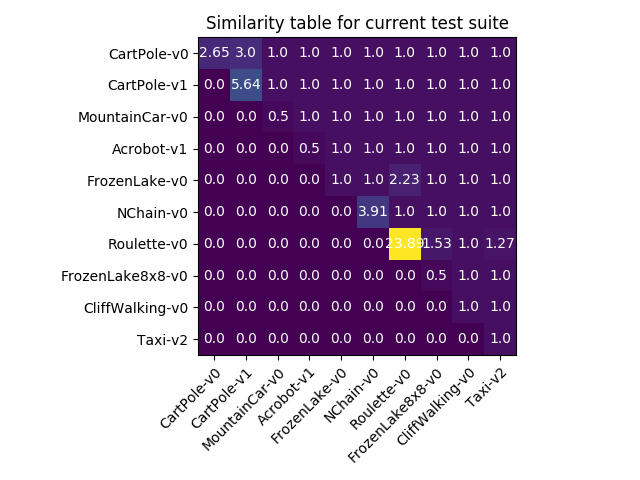 Similarity table for current test suite
CartPole-v0 2.65 3.0 1.0 1.0 1.0 1.0 1.0 1.0 1.0 1.0
CartPole-v1 0.0 5.64 1.0 1.0 1.0 1.0 1.0 1.0 1.0 1.0
MountainCar-v0 0.0 0.0 0.5 1.0 1.0 1.0 1.0 1.0 1.0 1.0
Acrobot-v1 0.0 0.0 0.0 0.5 1.0 1.0 1.0 1.0 1.0 1.0
FrozenLake-v0 0.0 0.0 0.0 0.0 1.0 1.0 2.23 1.0 1.0 1.0
NChain-v0 0.0 0.0 0.0 0.0 0.0 3.91 1.0 1.0 1.0 1.0
Roulette-v0 0.0 0.0 0.0 0.0 0.0 0.0 23.89 1.53 1.0 1.27
FrozenLake8x8-v0 0.0 0.0 0.0 0.0 0.0 0.0 0.0 0.5 1.0 1.0
CliffWalking-v0 0.0 0.0 0.0 0.0 0.0 0.0 0.0 0.0 1.0 1.0
Taxi-v2 0.0 0.0 0.0 0.0 0.0 0.0 0.0 0.0 0.0 1.0
CartPole-v0
CartPole-v1
MountainCar-v0
Acrobot-v1
FrozenLake-v0
NChain-v0
Roulette-v0
FrozenLake8x8-v0
CliffWalking-v0
Taxi-v2